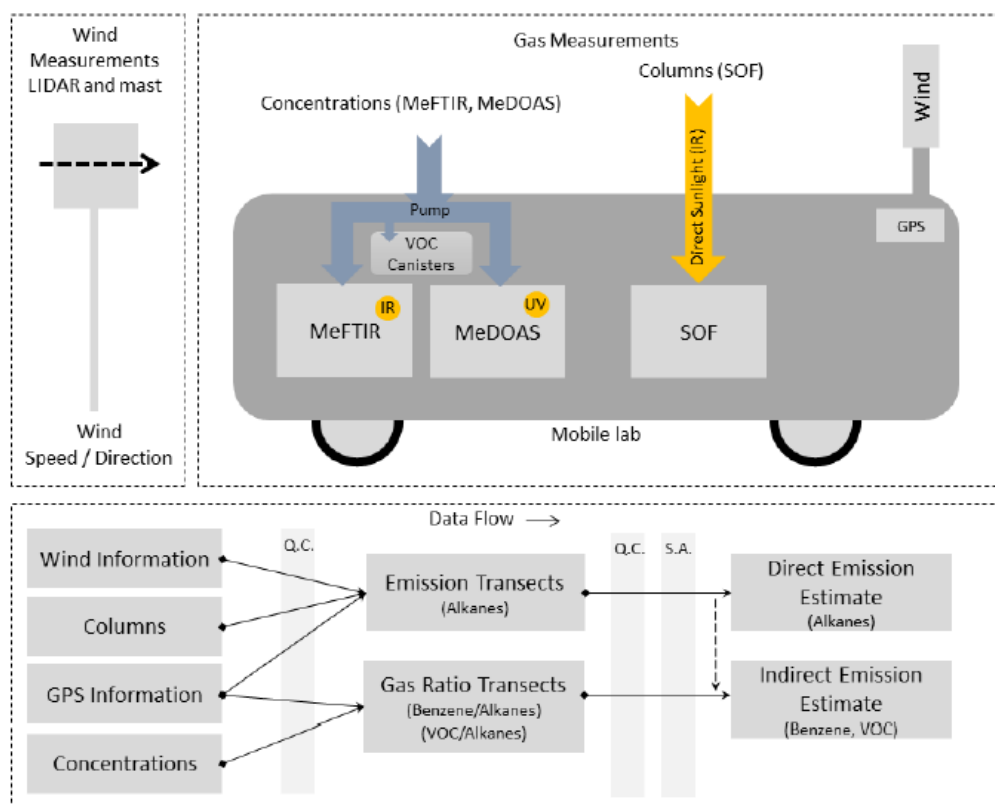 Wind
Measurements
LIDAR and mast
Wind
Speed / Direction
Gas Measurements
Columns (SOF)
Concentrations (MeFTIR, MeDOAS)
Wind
Direct Sunlight (IR)
Pump
GPS
VOC
Canisters
IR
UV
MeFTIR
MeDOAS
SOF
Mobile lab
Data Flow
Q.C.
Q.C.
S.A.
Wind Information
Columns
GPS Information
Concentrations
Emission Transects
(Alkanes)
Gas Ratio Transects
(Benzene/Alkanes)
(VOC/Alkanes)
Direct Emission
Estimate
(Alkanes)
Indirect Emission
Estimate
(Benzene, VOC)